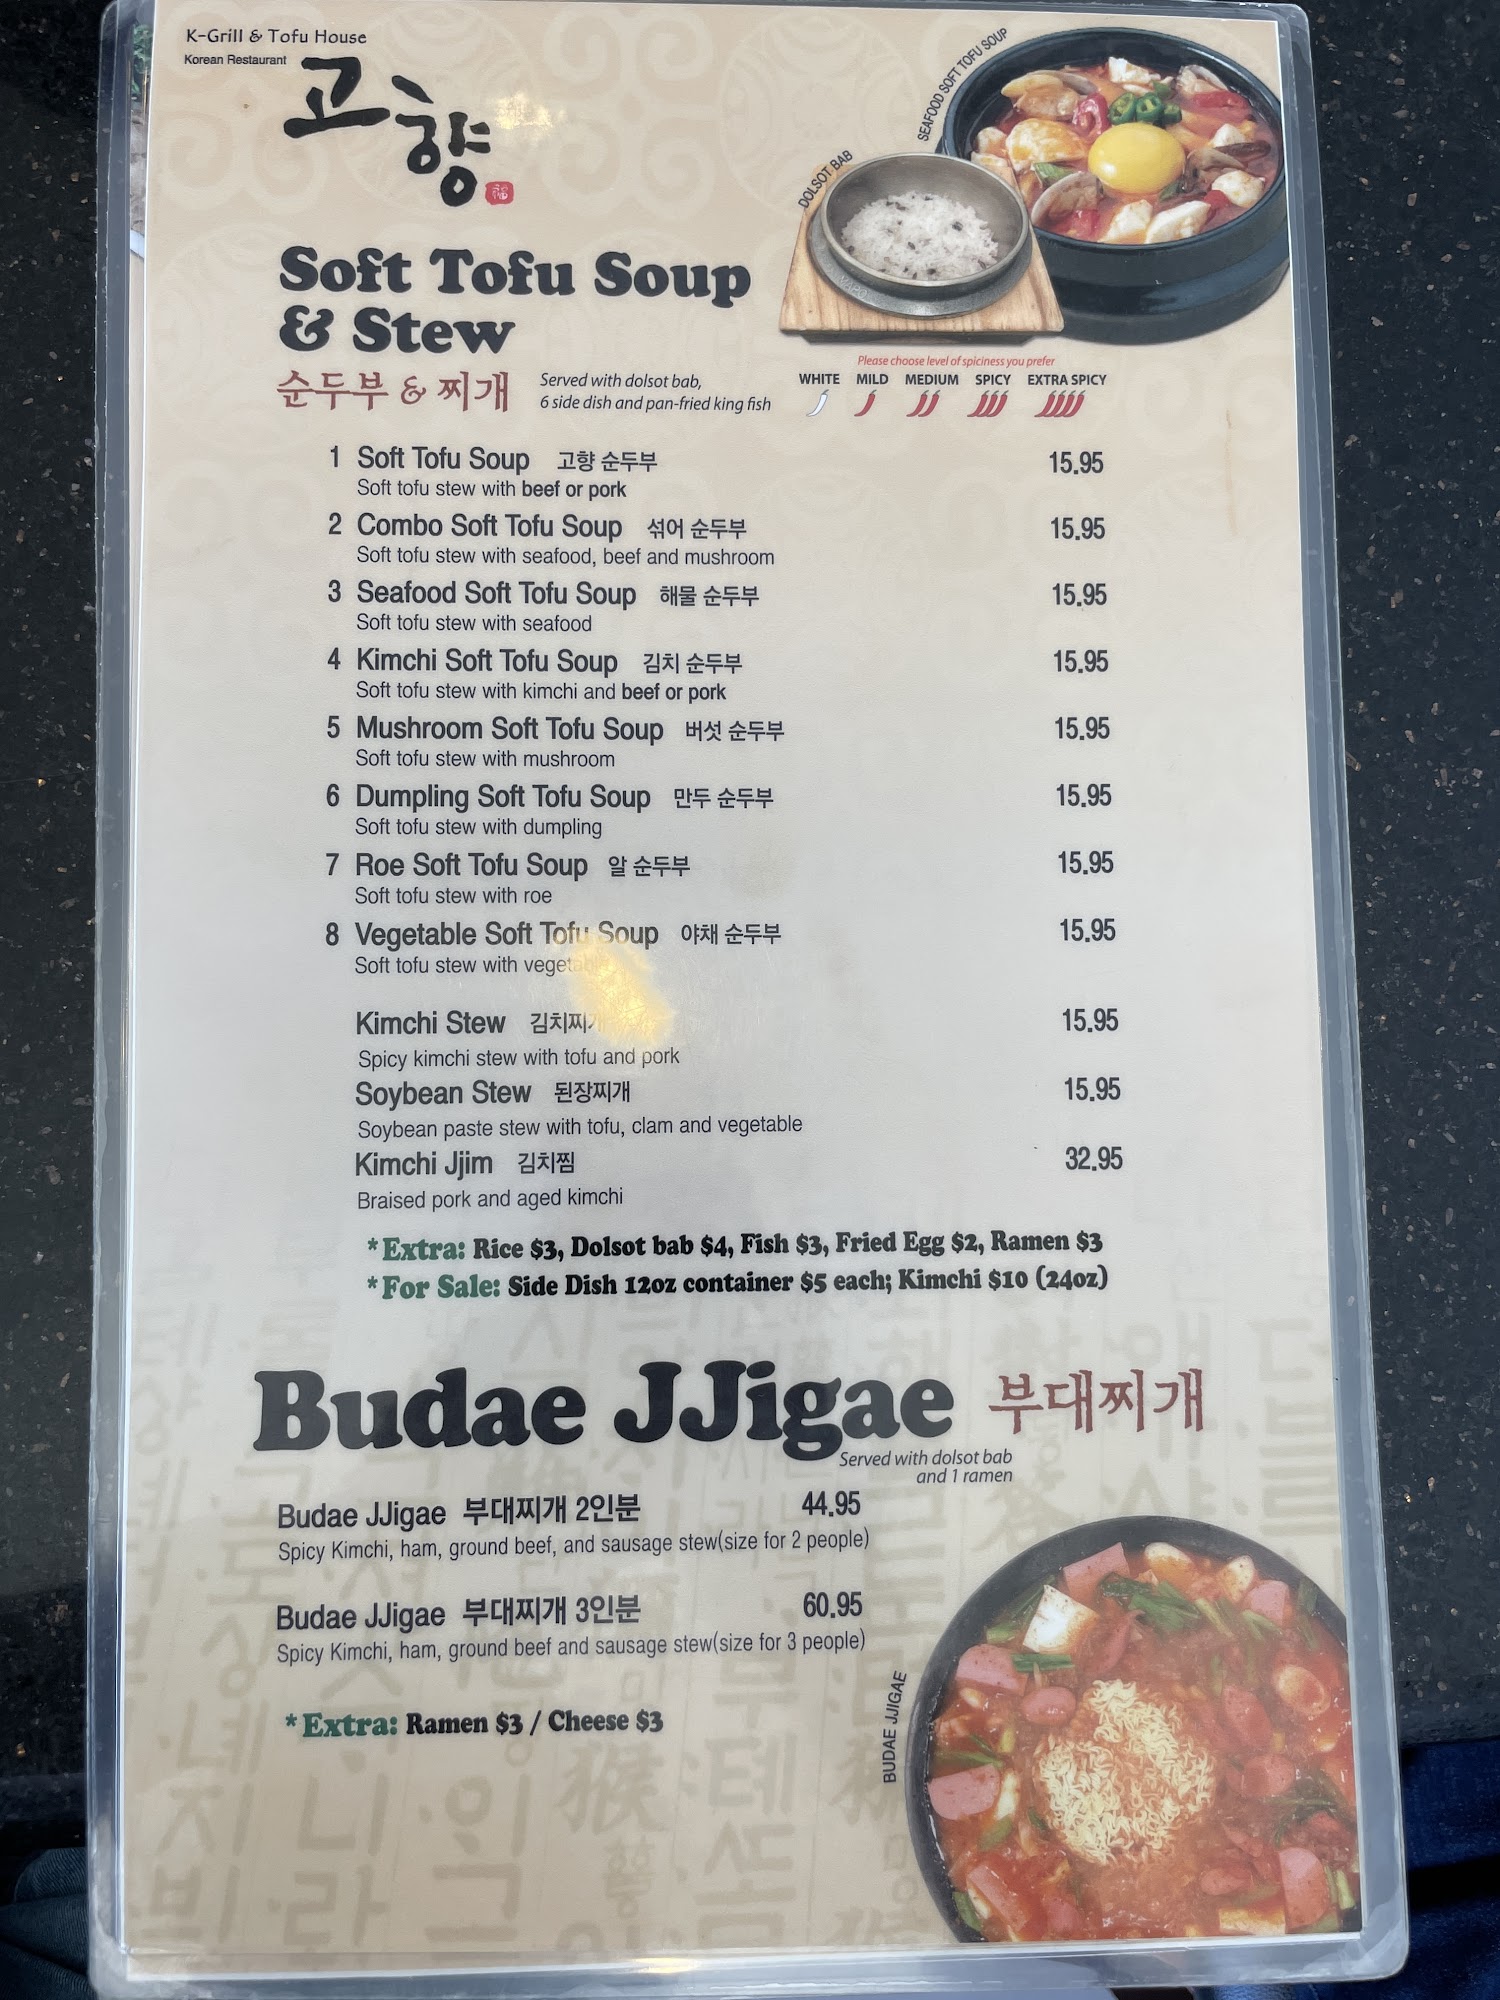 K-Grill & Tofu House
Korean Restaurant
고향
福
SEAFOOD SOFT TOFU SOUP
DOLSOT BAB
Soft Tofu Soup
& Stew
순두부 & 찌개
Served with dolsot bab,
6 side dish and pan-fried king fish
Please choose level of spiciness you prefer
WHITE MILD MEDIUM SPICY EXTRA SPICY
1 Soft Tofu Soup 고향 순두부 15.95
Soft tofu stew with beef or pork
2 Combo Soft Tofu Soup 섞어 순두부 15.95
Soft tofu stew with seafood, beef and mushroom
3 Seafood Soft Tofu Soup 해물 순두부 15.95
Soft tofu stew with seafood
4 Kimchi Soft Tofu Soup 김치 순두부 15.95
Soft tofu stew with kimchi and beef or pork
5 Mushroom Soft Tofu Soup 버섯 순두부 15.95
Soft tofu stew with mushroom
6 Dumpling Soft Tofu Soup 만두 순두부 15.95
Soft tofu stew with dumpling
7 Roe Soft Tofu Soup 알 순두부 15.95
Soft tofu stew with roe
8 Vegetable Soft Tofu Soup 야채 순두부 15.95
Soft tofu stew with vegetable
Kimchi Stew 김치찌개 15.95
Spicy kimchi stew with tofu and pork
Soybean Stew 된장찌개 15.95
Soybean paste stew with tofu, clam and vegetable
Kimchi Jjim 김치찜 32.95
Braised pork and aged kimchi
*Extra: Rice $3, Dolsot bab $4, Fish $3, Fried Egg $2, Ramen $3
*For Sale: Side Dish 12oz container $5 each; Kimchi $10 (24oz)
Budae JJigae 부대찌개
Served with dolsot bab
and 1 ramen
Budae JJigae 부대찌개 2인분 44.95
Spicy Kimchi, ham, ground beef, and sausage stew(size for 2 people)
Budae JJigae 부대찌개 3인분 60.95
Spicy Kimchi, ham, ground beef and sausage stew(size for 3 people)
*Extra: Ramen $3 / Cheese $3
BUDAE JJIGAE